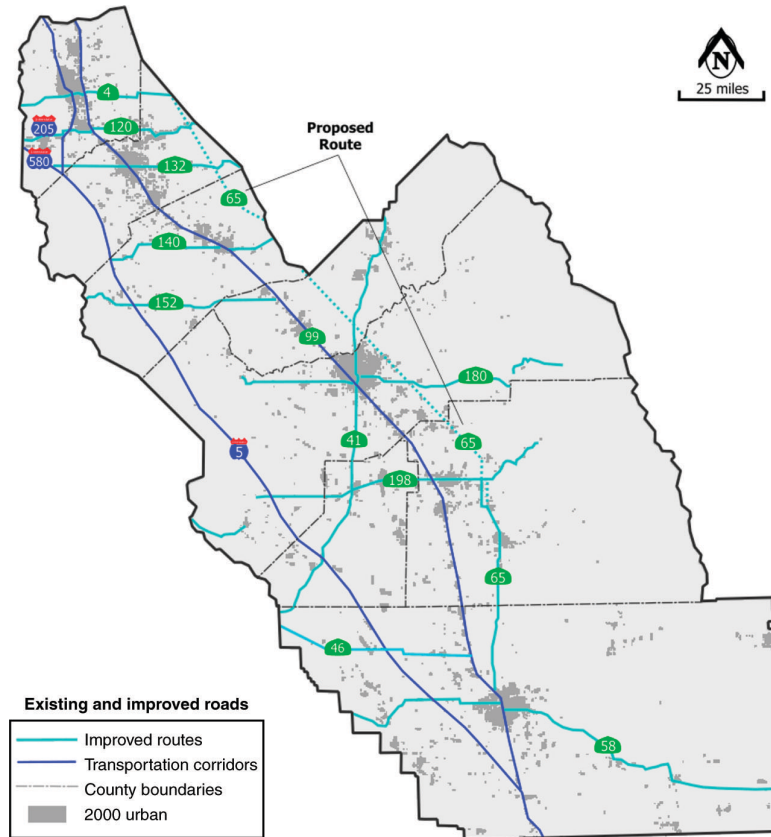 N
25 miles
4
205
120
Proposed
Route
580
132
65
140
152
99
180
41
65
5
198
65
46
58
Existing and improved roads
Improved routes
Transportation corridors
County boundaries
2000 urban